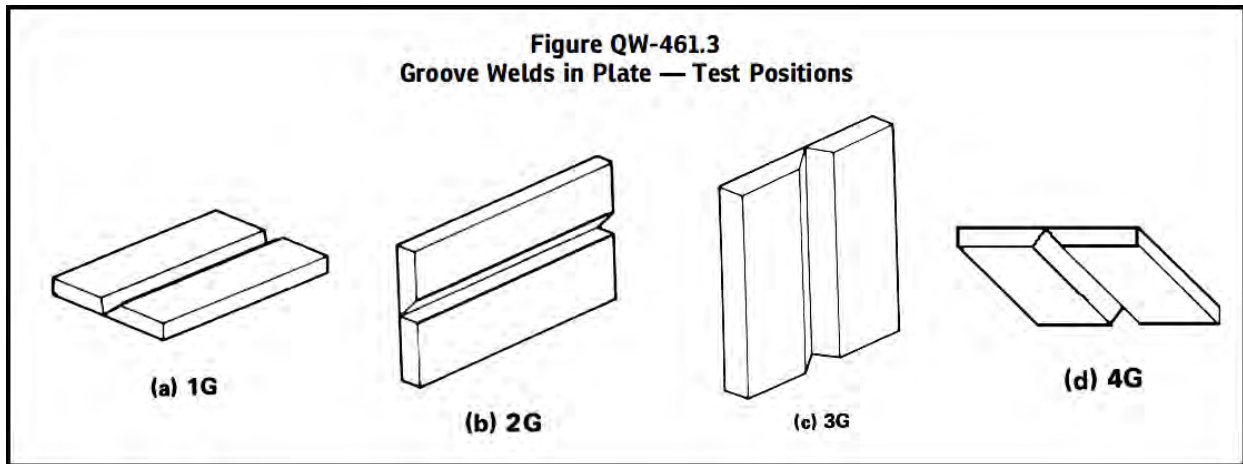 Figure QW-461.3
Groove Welds in Plate — Test Positions
(a) 1G
(b) 2G
(c) 3G
(d) 4G